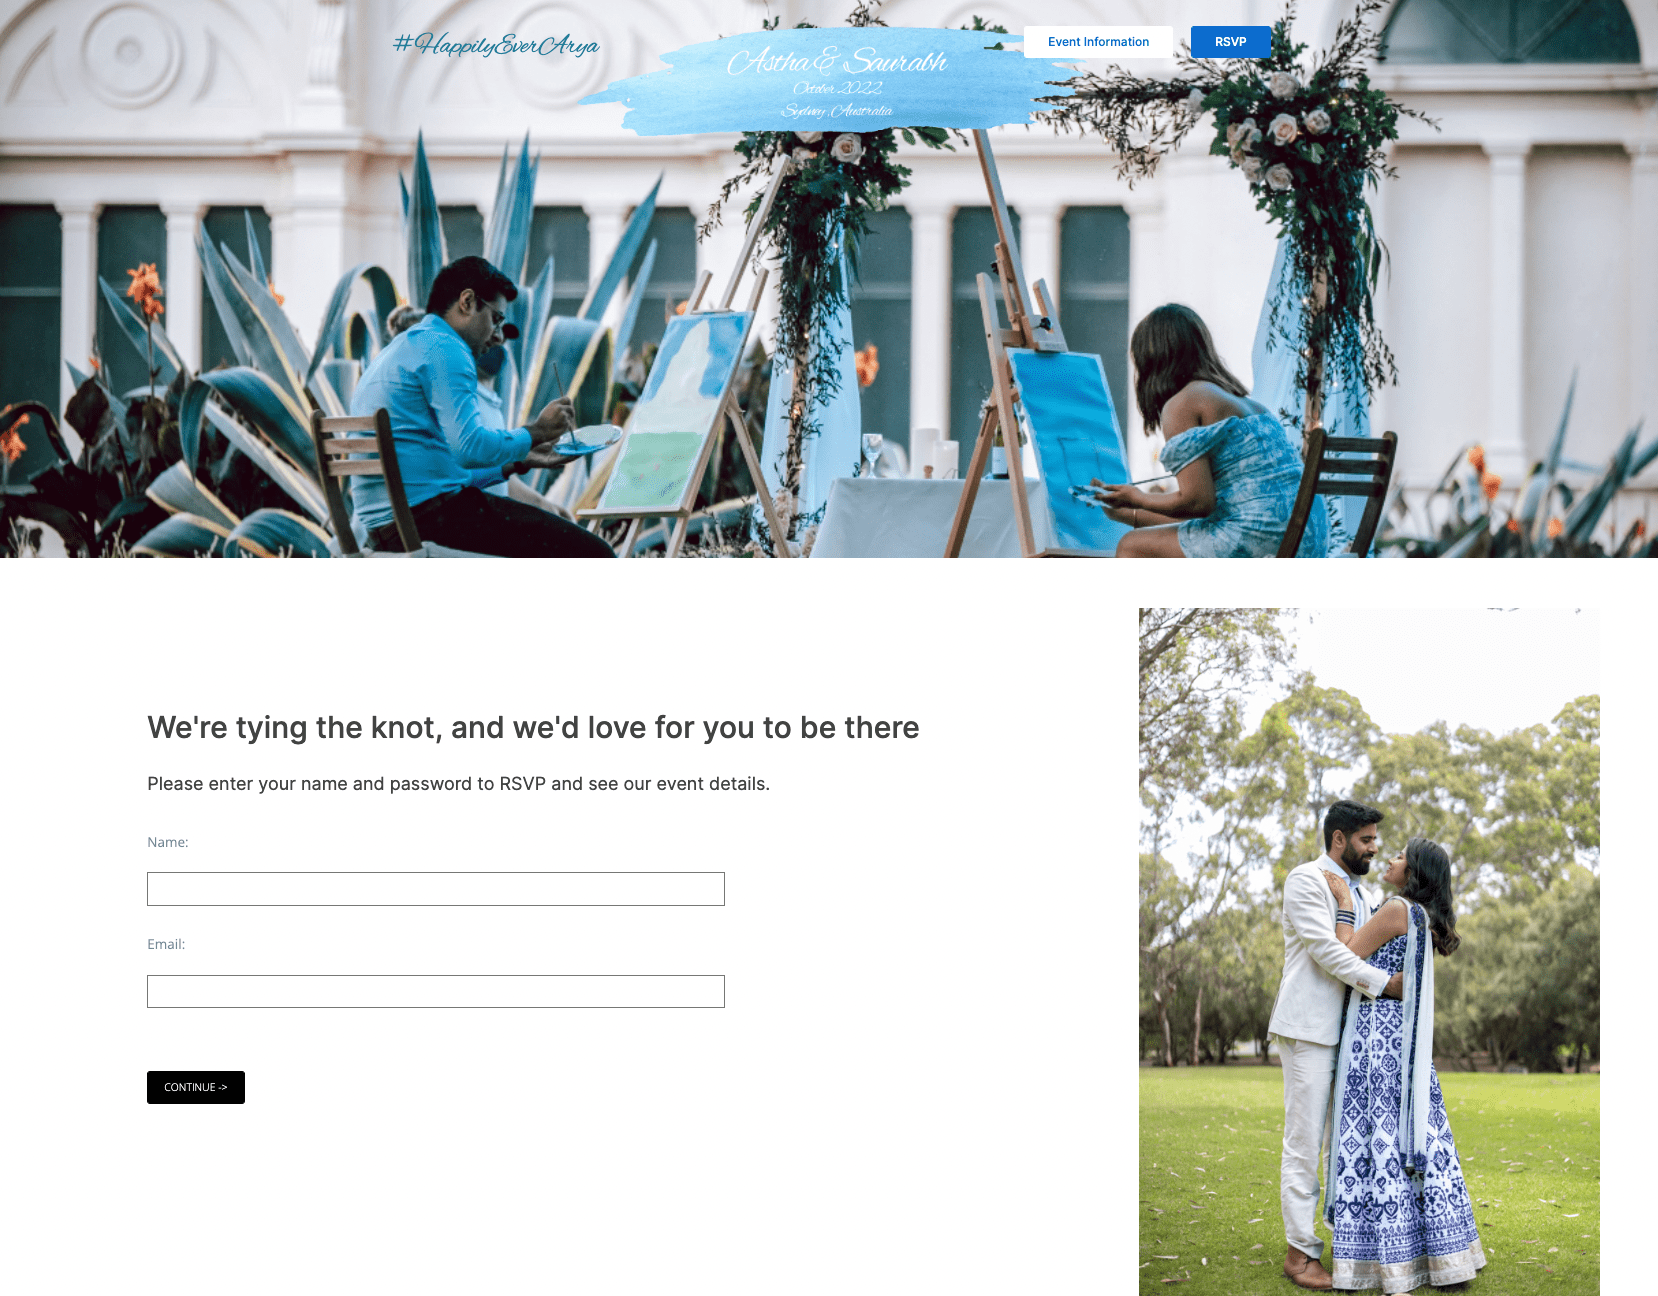 #HappilyEverArya
Astha & Saurabh
October 2022
Sydney, Australia
Event Information
RSVP
We're tying the knot, and we'd love for you to be there
Please enter your name and password to RSVP and see our event details.
Name:
Email:
CONTINUE ->